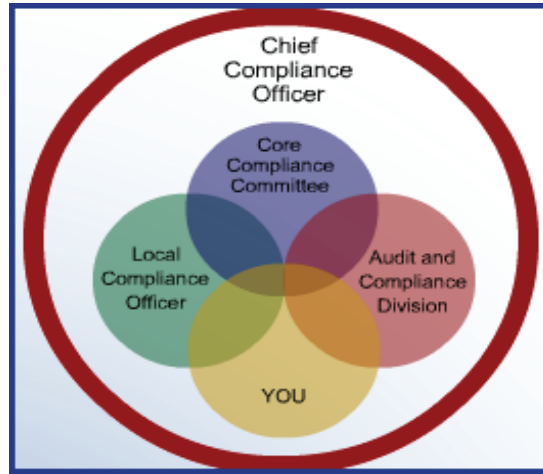 Chief
Compliance
Officer
Core
Compliance
Committee
Local
Compliance
Officer
Audit and
Compliance
Division
YOU